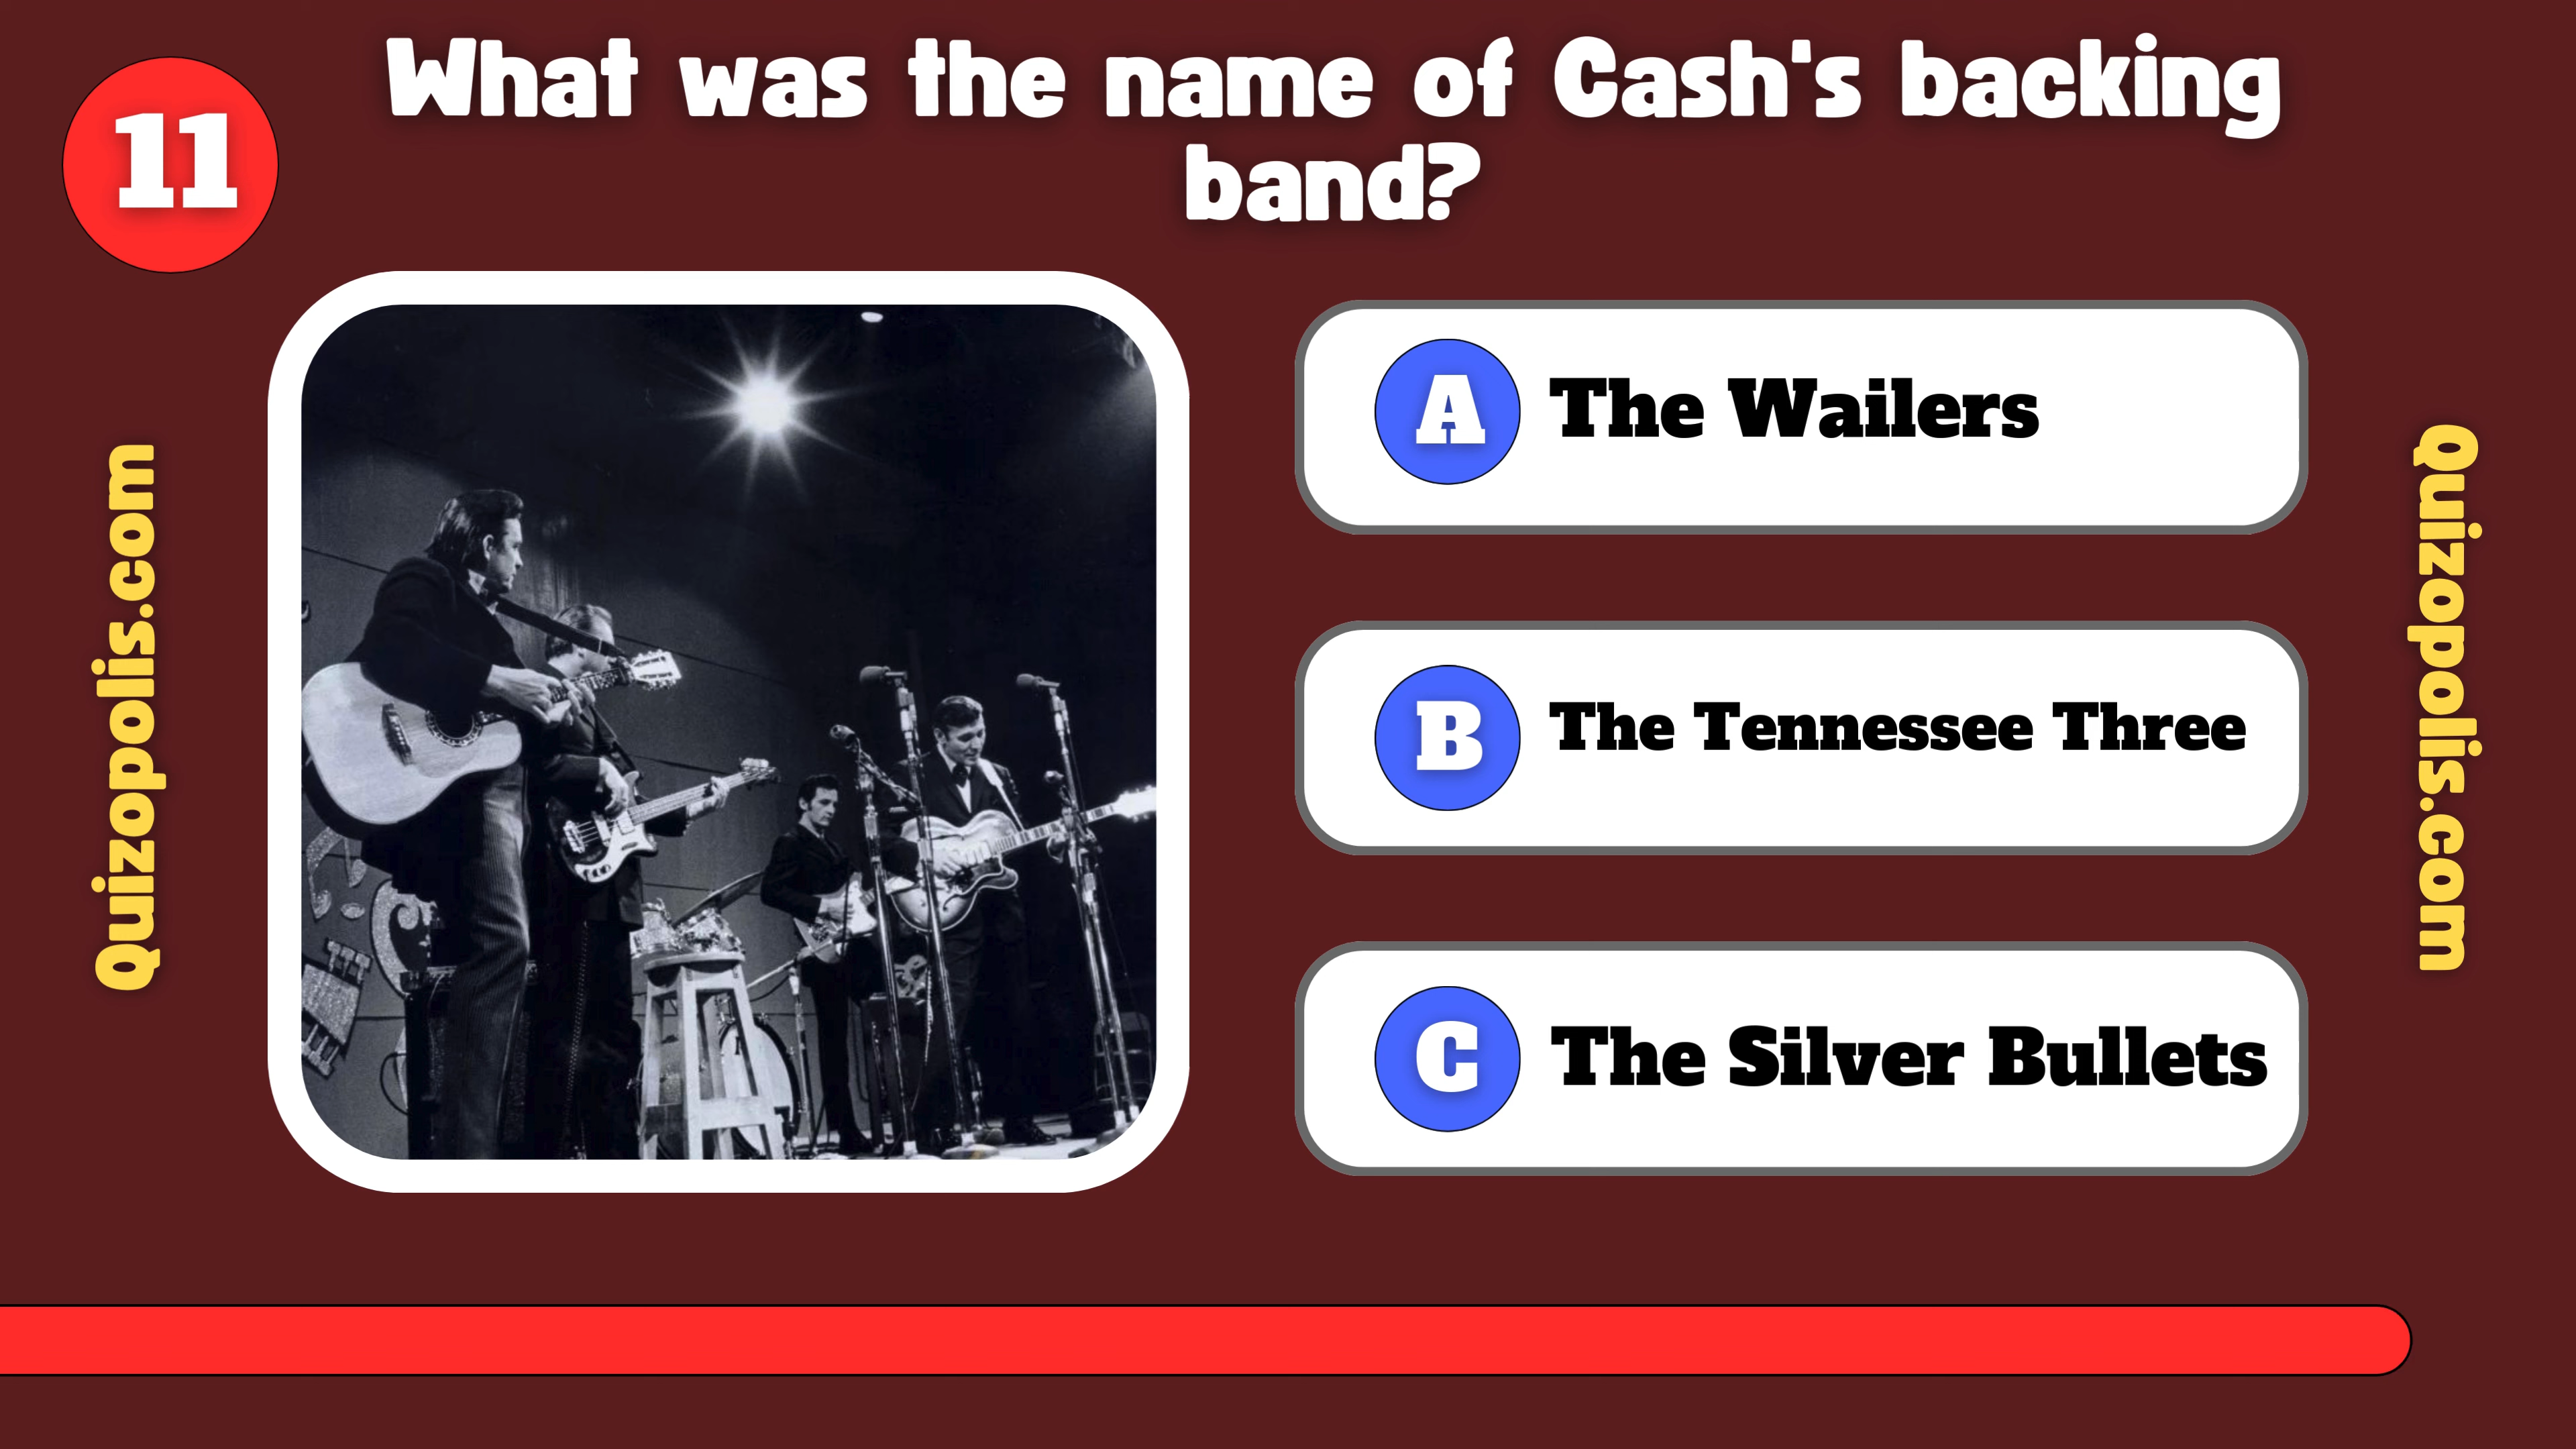 11
What was the name of Cash's backing
band?
Quizopolis.com
A The Wailers
B The Tennessee Three
C The Silver Bullets
Quizopolis.com